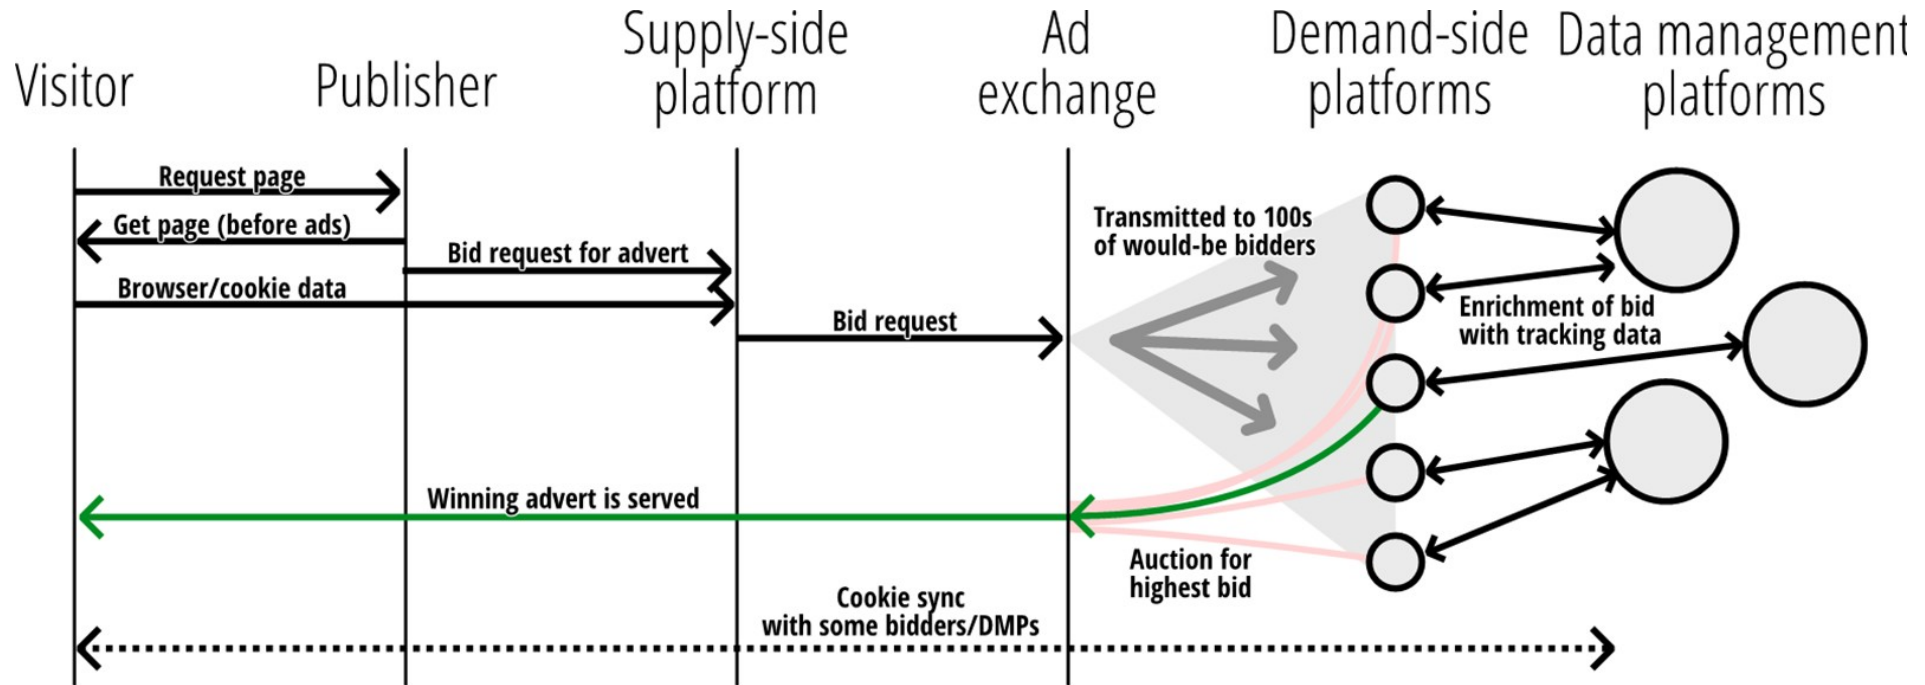 Visitor
Publisher
Supply-side
platform
Ad
exchange
Demand-side
platforms
Data management
platforms
Request page
Get page (before ads)
Bid request for advert
Browser/cookie data
Bid request
Transmitted to 100s
of would-be bidders
Enrichment of bid
with tracking data
Winning advert is served
Auction for
highest bid
Cookie sync
with some bidders/DMPs